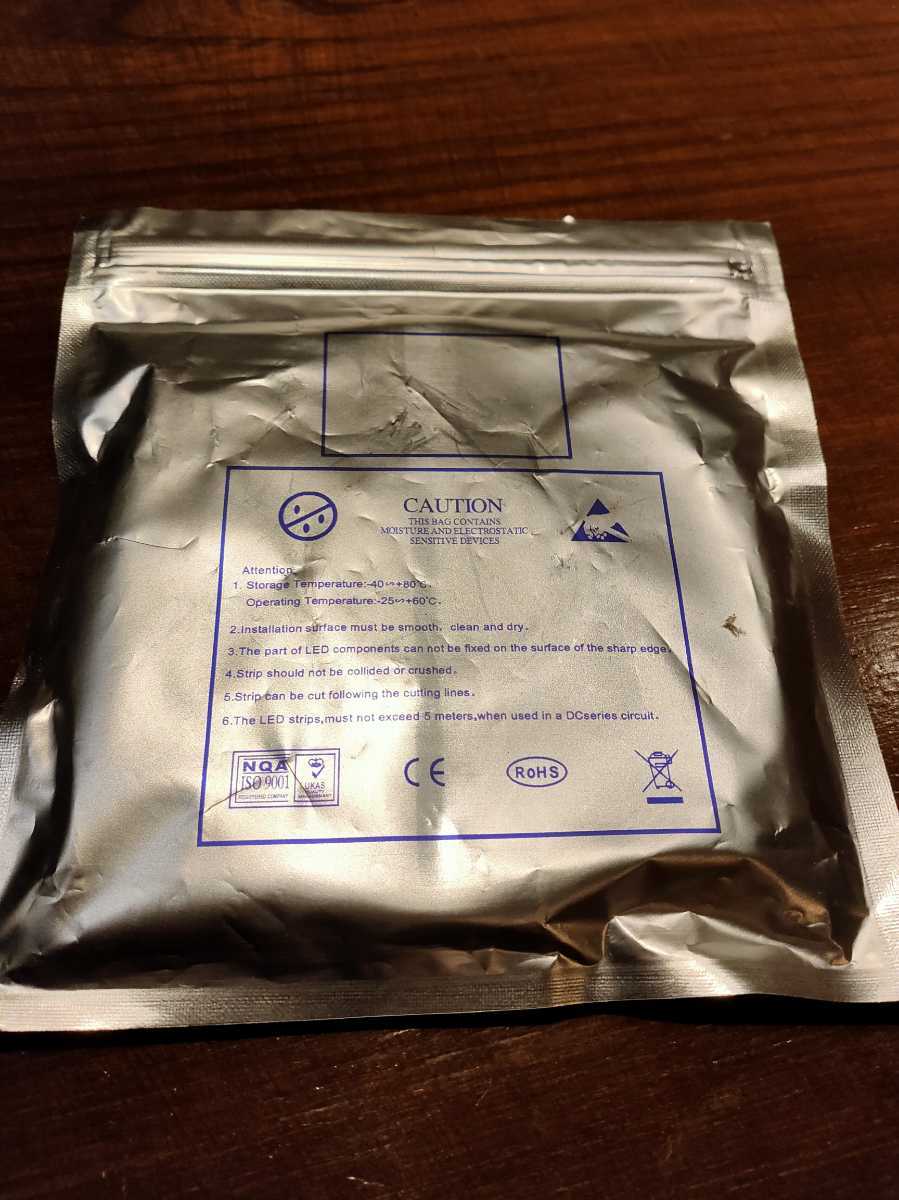 CAUTION
THIS BAG CONTAINS
MOISTURE AND ELECTROSTATIC
SENSITIVE DEVICES
Attention,
1. Storage Temperature:-40~+80°C.
Operating Temperature:-25~+60°C.
2.Installation surface must be smooth, clean and dry.
3.The part of LED components can not be fixed on the surface of the sharp edge.
4.Strip should not be collided or crushed.
5.Strip can be cut following the cutting lines.
6.The LED strips,must not exceed 5 meters,when used in a DCseries circuit.
NQA
ISO 9001
REGISTERED COMPANY
UKAS
QUALITY
MANAGEMENT
CE
RoHS